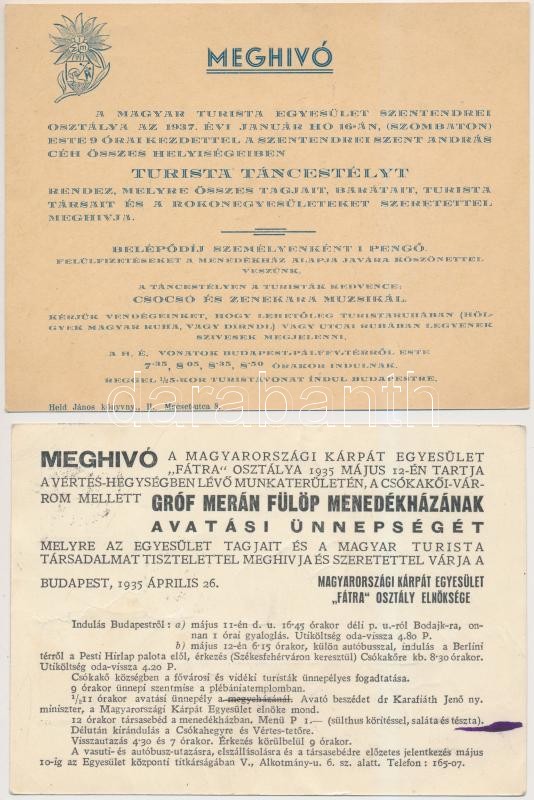 MEGHIVÓ
A MAGYAR TURISTA EGYESÜLET SZENTENDREI
OSZTÁLYA AZ 1937. ÉVI JANUÁR HÓ 16-ÁN, (SZOMBATON)
ESTE 9 ÓRAI KEZDETTEL A SZENTENDREI SZENT ANDRÁS
CÉH ÖSSZES HELYISÉGEIBEN
TURISTA TÁNCESTÉLYT
RENDEZ, MELYRE ÖSSZES TAGJAIT, BARÁTAIT, TURISTA
TÁRSAIT ÉS A ROKONEGYESÜLETEKET SZERETETTEL
MEGHIVJA.
BELÉPŐDÍJ SZEMÉLYENKÉNT 1 PENGŐ.
FELÜLFIZETÉSEKET A MENEDÉKHÁZ ALAPJA JAVÁRA KÖSZÖNETTEL
VESZÜNK.
A TÁNCESTÉLYEN A TURISTÁK KEDVENCE:
CSOCSÓ ÉS ZENEKARA MUZSIKÁL.
KÉRJÜK VENDÉGEINKET, HOGY LEHETŐLEG TURISTARUHÁBAN (HÖL-
GYEK MAGYAR RUHA, VAGY DIRNDL) VAGY UTCAI RUHÁBAN LEGYENEK
SZIVESEK MEGJELENNI.
A H. É. VONATOK BUDAPEST-PÁLFFY-TÉRRŐL ESTE
7·35, 8·05, 8·35, 8·50 ÓRAKOR INDULNAK.
REGGEL ½5-KOR TURISTAVONAT INDUL BUDAPESTRE.
Held János könyvny., II. Mecset-utca 8.
darabanth
MEGHIVÓ A MAGYARORSZÁGI KÁRPÁT EGYESÜLET
„FÁTRA" OSZTÁLYA 1935 MÁJUS 12-ÉN TARTJA
A VÉRTES-HEGYSÉGBEN LÉVŐ MUNKATERÜLETÉN, A CSÓKAKŐI-VÁR-
ROM MELLETT GRÓF MERÁN FÜLÖP MENEDÉKHÁZÁNAK
AVATÁSI ÜNNEPSÉGÉT
MELYRE AZ EGYESÜLET TAGJAIT ÉS A MAGYAR TURISTA
TÁRSADALMAT TISZTELETTEL MEGHIVJA ÉS SZERETETTEL VÁRJA A
BUDAPEST, 1935 ÁPRILIS 26. MAGYARORSZÁGI KÁRPÁT EGYESÜLET
„FÁTRA" OSZTÁLY ELNÖKSÉGE
Indulás Budapestről: a) május 11-én d. u. 16·45 órakor déli p. u.-ról Bodajk-ra, on-
nan 1 órai gyaloglás. Utiköltség oda-vissza 4.80 P.
b) május 12-én 6·15 órakor, külön autóbusszal, indulás a Berlini
térről a Pesti Hírlap palota elől, érkezés (Székesfehérváron keresztül) Csókakőre kb. 8·30 órakor.
Utiköltség oda-vissza 4.20 P.
Csókakő községben a fővárosi és vidéki turisták ünnepélyes fogadtatása.
9 órakor ünnepi szentmise a plébániatemplomban.
½11 órakor avatási ünnepély a megyeházánál. Avató beszédet dr Karafiáth Jenő ny.
miniszter, a Magyarországi Kárpát Egyesület elnöke mond.
12 órakor társasebéd a menedékházban. Menü P 1.— (sülthus körítéssel, saláta és tészta).
Délután kirándulás a Csókahegyre és Vértes-tetőre.
Visszautazás 4·30 és 7 órakor. Érkezés körülbelül 9 órakor.
A vasuti- és autóbusz-utazásra, elszállásolásra és a társasebédre előzetes jelentkezés május
10-ig az Egyesület központi titkárságában V., Alkotmány-u. 6. sz. alatt. Telefon: 165-07.